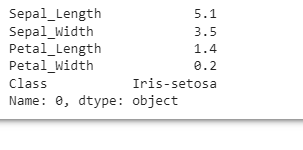 Sepal_Length 5.1
Sepal_Width 3.5
Petal_Length 1.4
Petal_Width 0.2
Class Iris-setosa
Name: 0, dtype: object